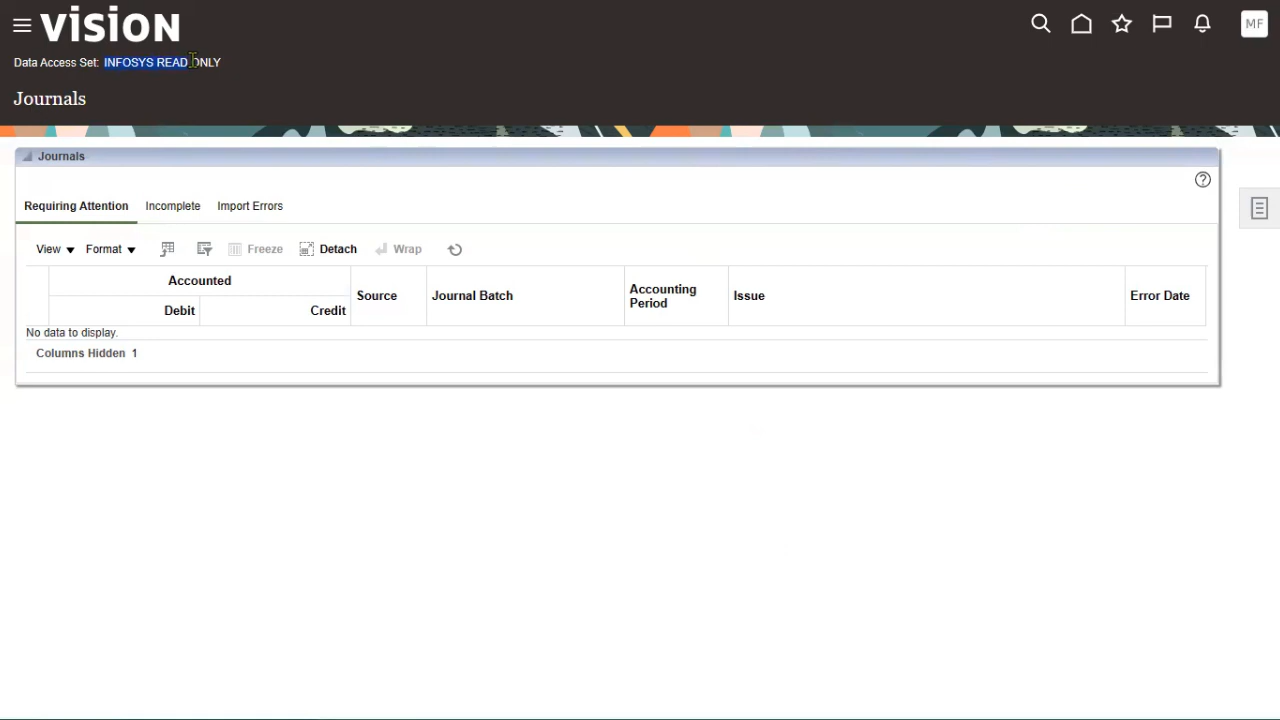 vision
MF
Data Access Set: INFOSYS READ ONLY
Journals
Journals
Requiring Attention Incomplete Import Errors
View Format Freeze Detach Wrap
Accounted
Debit Credit Source Journal Batch Accounting Period Issue Error Date
No data to display.
Columns Hidden 1